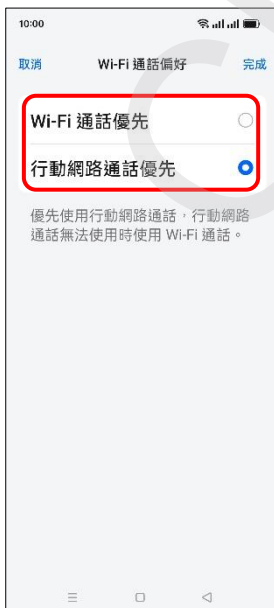 10:00
取消 Wi-Fi 通話偏好 完成
Wi-Fi 通話優先
行動網路通話優先
優先使用行動網路通話，行動網路
通話無法使用時使用 Wi-Fi 通話。